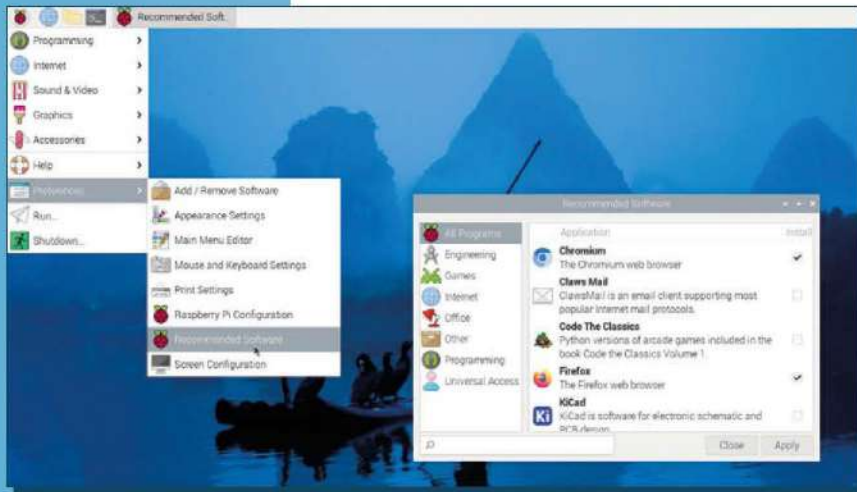 Recommended Soft.
Programming
Internet
Sound & Video
Graphics
Accessories
Help
Preferences
Run...
Shutdown...
Add / Remove Software
Appearance Settings
Main Menu Editor
Mouse and Keyboard Settings
Print Settings
Raspberry Pi Configuration
Recommended Software
Screen Configuration
Recommended Software
All Programs
Engineering
Games
Internet
Office
Other
Programming
Universal Access
Application Install
Chromium
The Chromium web browser
Claws Mail
ClawsMail is an email client supporting most
popular Internet mail protocols.
Code The Classics
Python versions of arcade games included in the
book Code the Classics Volume 1.
Firefox
The Firefox web browser
Ki
KiCad
KiCad is software for electronic schematic and
PCB design
Close Apply